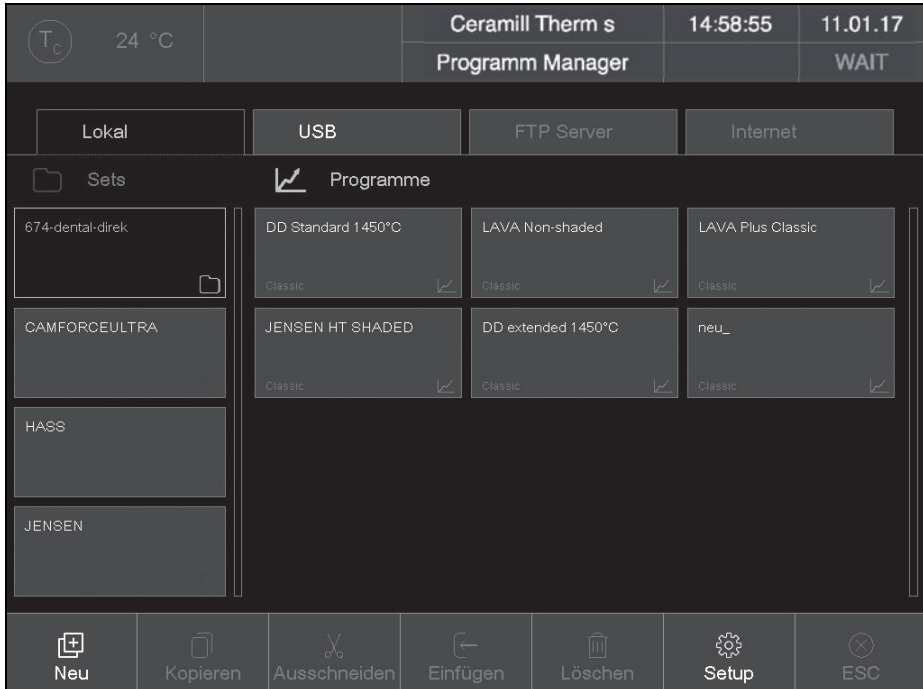 Tc 24 °C
Ceramill Therm s 14:58:55 11.01.17
Programm Manager WAIT
Lokal USB FTP Server Internet
Sets Programme
674-dental-direk
DD Standard 1450°C LAVA Non-shaded LAVA Plus Classic
Classic Classic Classic
CAMFORCEULTRA
JENSEN HT SHADED DD extended 1450°C neu_
Classic Classic Classic
HASS
JENSEN
Neu Kopieren Ausschneiden Einfügen Löschen Setup ESC